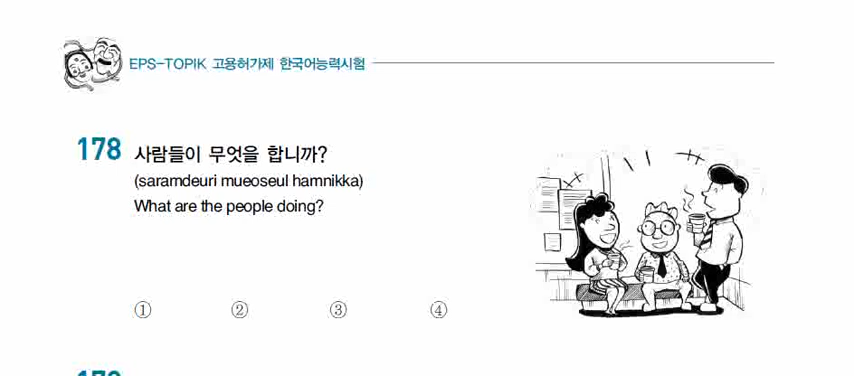 EPS-TOPIK 고용허가제 한국어능력시험
178 사람들이 무엇을 합니까?
(saramdeuri mueoseul hamnikka)
What are the people doing?
① ② ③ ④